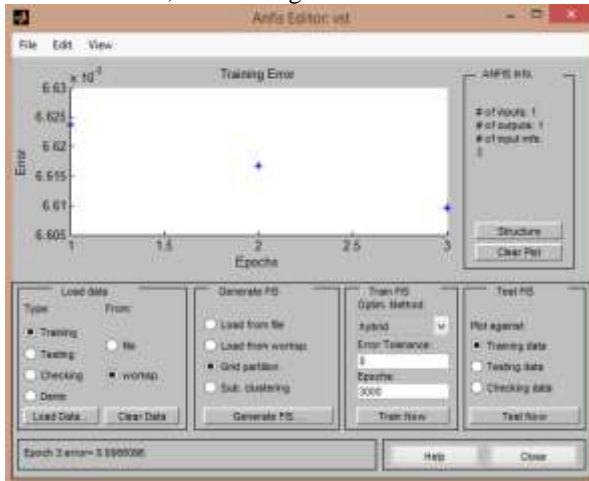 Anfis Editor: vst
File Edit View
Training Error
x 10
6.63
6.625
6.62
6.615
6.61
6.605
Error
1 1.5 2 2.5 3
Epochs
ANFIS Info.
# of inputs: 1
# of outputs: 1
# of input mfs:
3
Structure
Clear Plot
Load data
Type: From:
Training
Testing
Checking
Demo
file
worksp.
Load Data... Clear Data
Generate FIS
Load from file
Load from worksp.
Grid partition
Sub. clustering
Generate FIS
Train FIS
Optim. Method:
hybrid
Error Tolerance:
0
Epochs:
3000
Train Now
Test FIS
Plot against:
Training data
Testing data
Checking data
Test Now
Epoch 3:error=
Help Close